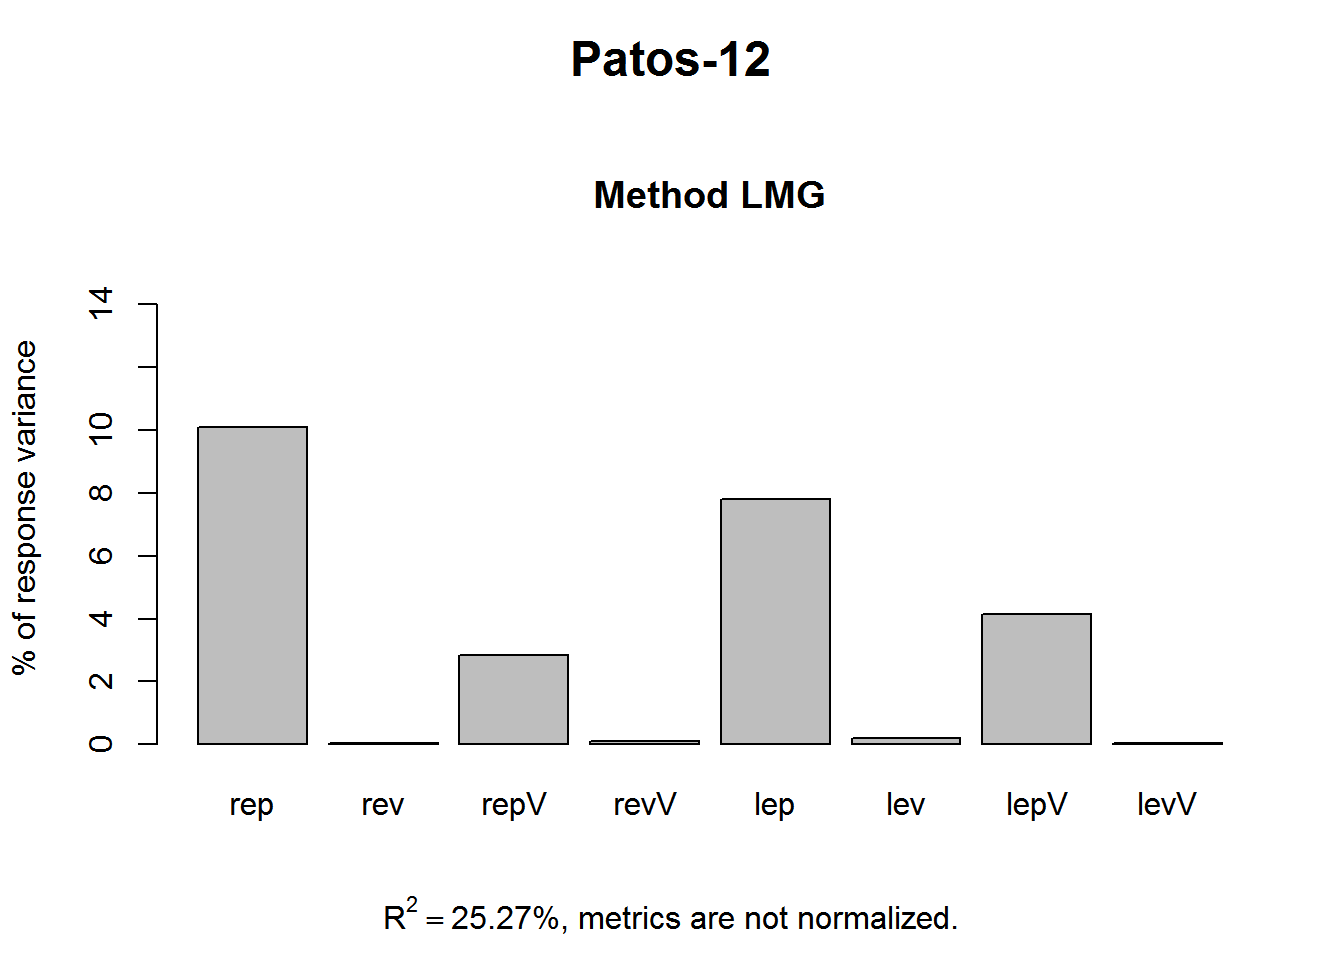 Patos-12
Method LMG
% of response variance
14
10
8
6
4
2
0
rep rev repV revV lep lev lepV levV
R² = 25.27%, metrics are not normalized.